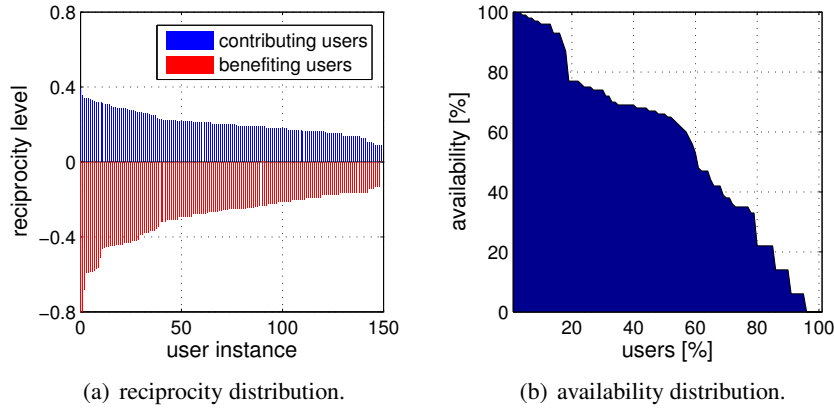 0.8
0.4
0
−0.4
−0.8
reciprocity level
contributing users
benefiting users
0 50 100 150
user instance
(a) reciprocity distribution.
100
80
60
40
20
0
availability [%]
20 40 60 80 100
users [%]
(b) availability distribution.